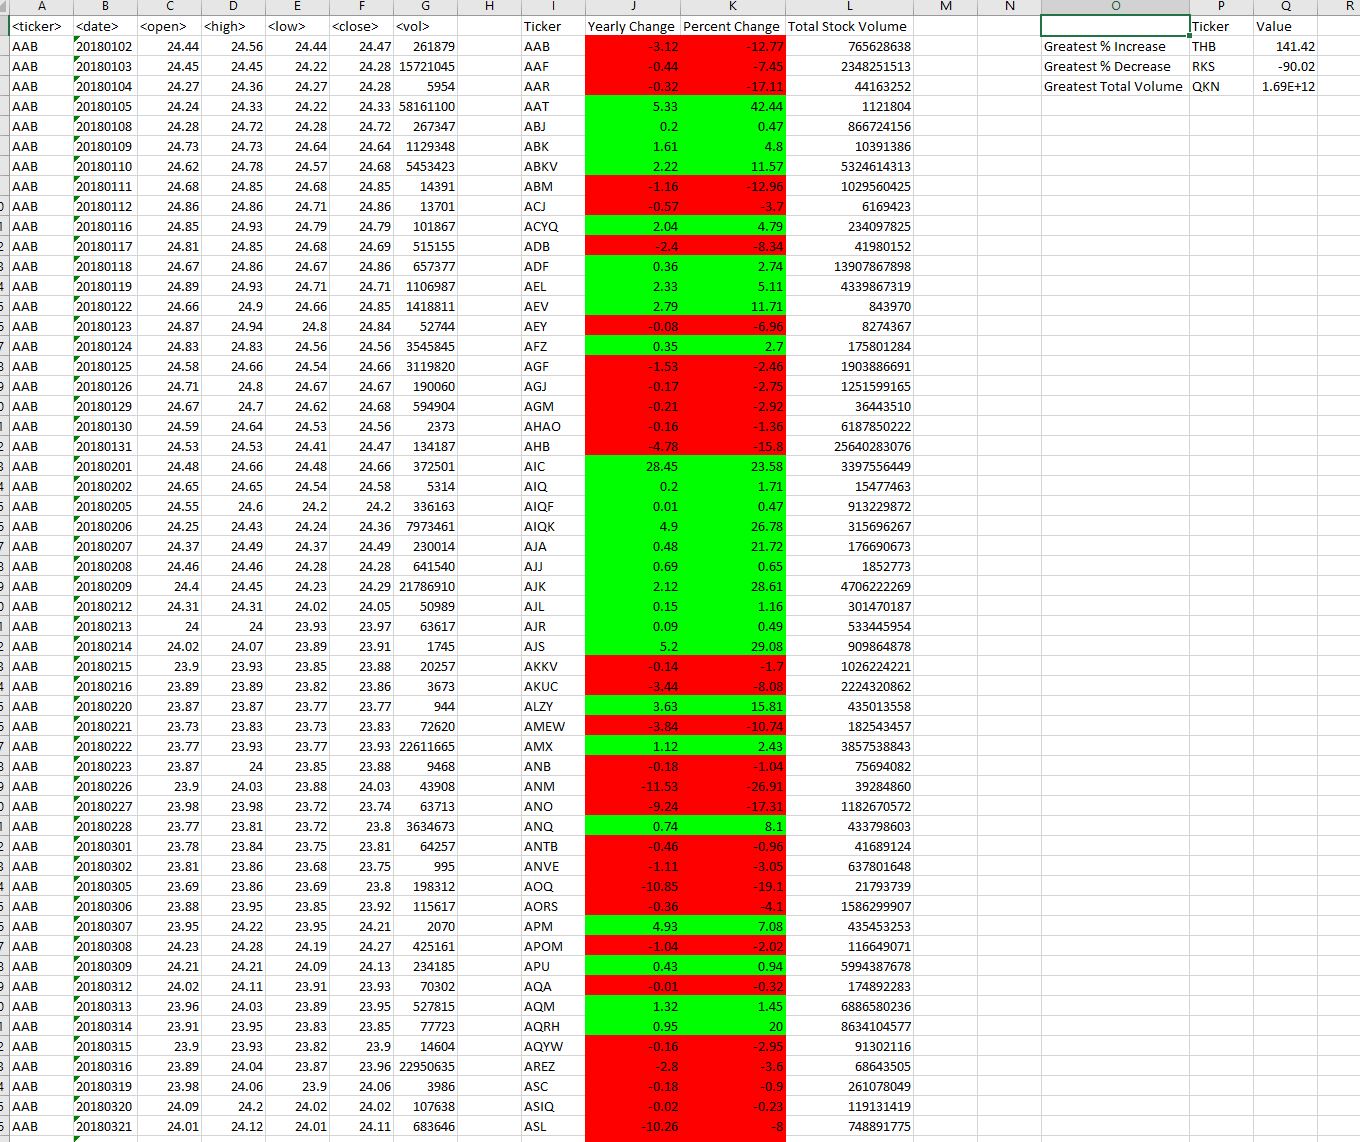 A B C D E F G H I J K L M N O P Q R
<ticker> <date> <open> <high> <low> <close> <vol> Ticker Yearly Change Percent Change Total Stock Volume Ticker Value
AAB 20180102 24.44 24.56 24.44 24.47 261879 AAB -3.12 -12.77 765628638 Greatest % Increase THB 141.42
AAB 20180103 24.45 24.45 24.22 24.28 15721045 AAF -0.44 -7.45 2348251513 Greatest % Decrease RKS -90.02
AAB 20180104 24.27 24.36 24.27 24.28 5954 AAR -0.32 -17.11 44163252 Greatest Total Volume QKN 1.69E+12
AAB 20180105 24.24 24.33 24.22 24.33 58161100 AAT 5.33 42.44 1121804
AAB 20180108 24.28 24.72 24.28 24.72 267347 ABJ 0.2 0.47 866724156
AAB 20180109 24.73 24.73 24.64 24.64 1129348 ABK 1.61 4.8 10391386
AAB 20180110 24.62 24.78 24.57 24.68 5453423 ABKV 2.22 11.57 5324614313
AAB 20180111 24.68 24.85 24.68 24.85 14391 ABM -1.16 -12.96 1029560425
AAB 20180112 24.86 24.86 24.71 24.86 13701 ACJ -0.57 -3.7 6169423
AAB 20180116 24.85 24.93 24.79 24.79 101867 ACYQ 2.04 4.79 234097825
AAB 20180117 24.81 24.85 24.68 24.69 515155 ADB -2.4 -8.34 41980152
AAB 20180118 24.67 24.86 24.67 24.86 657377 ADF 0.36 2.74 13907867898
AAB 20180119 24.89 24.93 24.71 24.71 1106987 AEL 2.33 5.11 4339867319
AAB 20180122 24.66 24.9 24.66 24.85 1418811 AEV 2.79 11.71 843970
AAB 20180123 24.87 24.94 24.8 24.84 52744 AEY -0.08 -6.96 8274367
AAB 20180124 24.83 24.83 24.56 24.56 3545845 AFZ 0.35 2.7 175801284
AAB 20180125 24.58 24.66 24.54 24.66 3119820 AGF -1.53 -2.46 1903886691
AAB 20180126 24.71 24.8 24.67 24.67 190060 AGJ -0.17 -2.75 1251599165
AAB 20180129 24.67 24.7 24.62 24.68 594904 AGM -0.21 -2.92 36443510
AAB 20180130 24.59 24.64 24.53 24.56 2373 AHAO -0.16 -1.36 6187850222
AAB 20180131 24.53 24.53 24.41 24.47 134187 AHB -4.78 -15.8 25640283076
AAB 20180201 24.48 24.66 24.48 24.66 372501 AIC 28.45 23.58 3397556449
AAB 20180202 24.65 24.65 24.54 24.58 5314 AIQ 0.2 1.71 15477463
AAB 20180205 24.55 24.6 24.2 24.2 336163 AIQF 0.01 0.47 913229872
AAB 20180206 24.25 24.43 24.24 24.36 7973461 AIQK 4.9 26.78 315696267
AAB 20180207 24.37 24.49 24.37 24.49 230014 AJA 0.48 21.72 176690673
AAB 20180208 24.46 24.46 24.28 24.28 641540 AJJ 0.69 0.65 1852773
AAB 20180209 24.4 24.45 24.23 24.29 21786910 AJK 2.12 28.61 4706222269
AAB 20180212 24.31 24.31 24.02 24.05 50989 AJL 0.15 1.16 301470187
AAB 20180213 24 24 23.93 23.97 63617 AJR 0.09 0.49 533445954
AAB 20180214 24.02 24.07 23.89 23.91 1745 AJS 5.2 29.08 909864878
AAB 20180215 23.9 23.93 23.85 23.88 20257 AKKV -0.14 -1.7 1026224221
AAB 20180216 23.89 23.89 23.82 23.86 3673 AKUC -3.44 -8.08 2224320862
AAB 20180220 23.87 23.87 23.77 23.77 944 ALZY 3.63 15.81 435013558
AAB 20180221 23.73 23.83 23.73 23.83 72620 AMEW -3.84 -10.74 182543457
AAB 20180222 23.77 23.93 23.77 23.93 22611665 AMX 1.12 2.43 3857538843
AAB 20180223 23.87 24 23.85 23.88 9468 ANB -0.18 -1.04 75694082
AAB 20180226 23.9 24.03 23.88 24.03 43908 ANM -11.53 -26.91 39284860
AAB 20180227 23.98 23.98 23.72 23.74 63713 ANO -9.24 -17.31 1182670572
AAB 20180228 23.77 23.81 23.72 23.8 3634673 ANQ 0.74 8.1 433798603
AAB 20180301 23.78 23.84 23.75 23.81 64257 ANTB -0.46 -0.96 41689124
AAB 20180302 23.81 23.86 23.68 23.75 995 ANVE -1.11 -3.05 637801648
AAB 20180305 23.69 23.86 23.69 23.8 198312 AOQ -10.85 -19.1 21793739
AAB 20180306 23.88 23.95 23.85 23.92 115617 AORS -0.36 -4.1 1586299907
AAB 20180307 23.95 24.22 23.95 24.21 2070 APM 4.93 7.08 435453253
AAB 20180308 24.23 24.28 24.19 24.27 425161 APOM -1.04 -2.02 116649071
AAB 20180309 24.21 24.21 24.09 24.13 234185 APU 0.43 0.94 5994387678
AAB 20180312 24.02 24.11 23.91 23.93 70302 AQA -0.01 -0.32 174892283
AAB 20180313 23.96 24.03 23.89 23.95 527815 AQM 1.32 1.45 6886580236
AAB 20180314 23.91 23.95 23.83 23.85 77723 AQRH 0.95 20 8634104577
AAB 20180315 23.9 23.93 23.82 23.9 14604 AQYW -0.16 -2.95 91302116
AAB 20180316 23.89 24.04 23.87 23.96 22950635 AREZ -2.8 -3.6 68643505
AAB 20180319 23.98 24.06 23.9 24.06 3986 ASC -0.18 -0.9 261078049
AAB 20180320 24.09 24.2 24.02 24.02 107638 ASIQ -0.02 -0.23 119131419
AAB 20180321 24.01 24.12 24.01 24.11 683646 ASL -10.26 -8 748891775